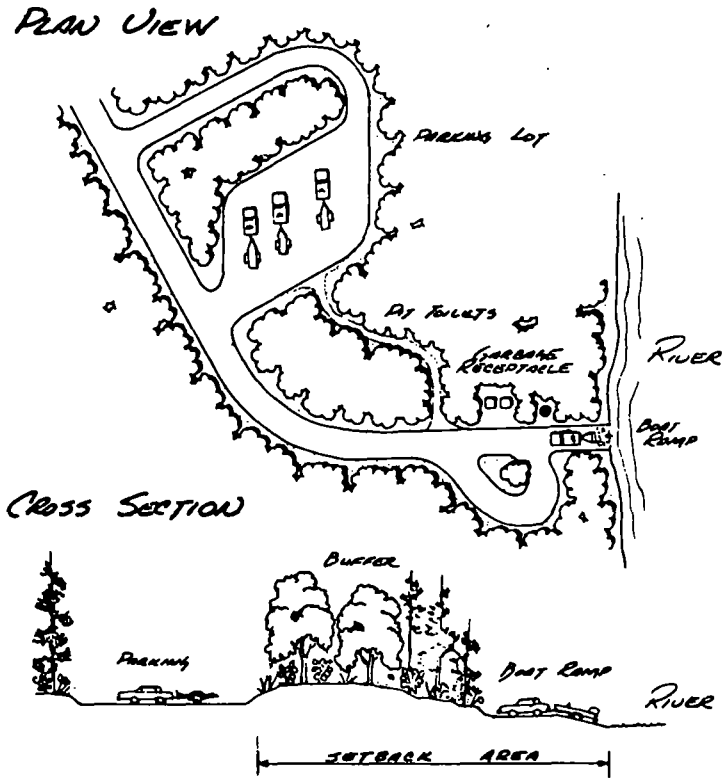 PLAN VIEW
PARKING LOT
PIT TOILETS
GARBAGE
RECEPTACLE
RIVER
BOAT
RAMP
CROSS SECTION
BUFFER
PARKING
BOAT RAMP
RIVER
SETBACK AREA